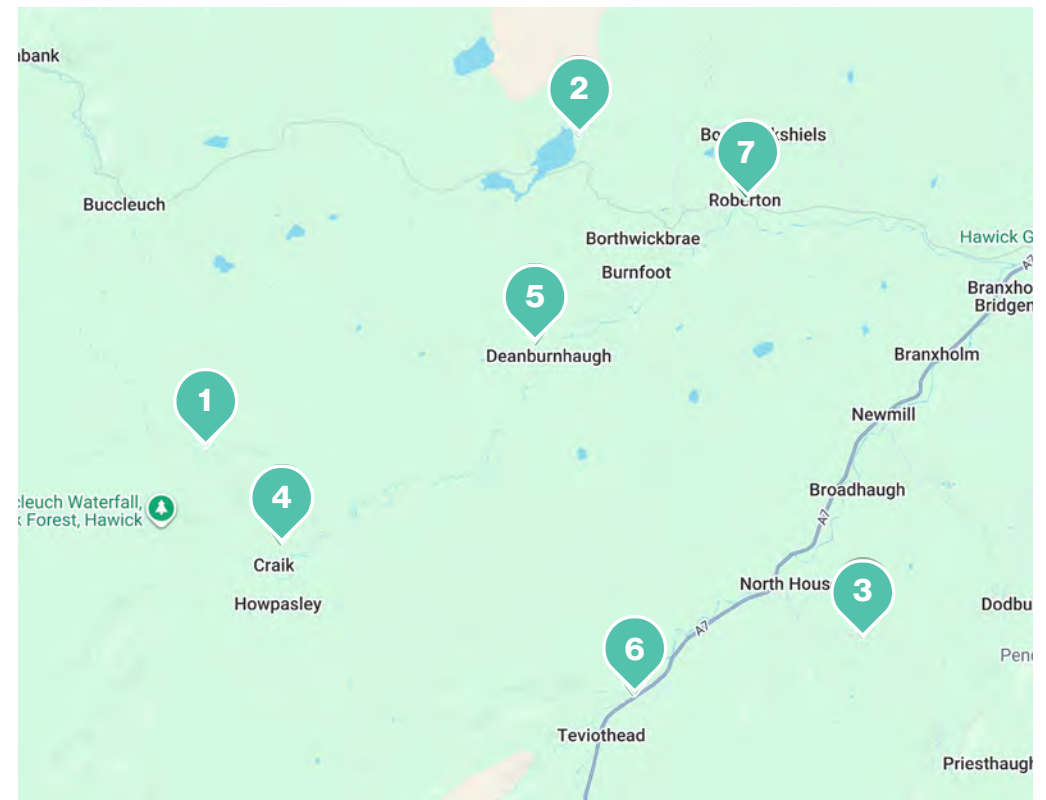 abank
2
Bo kshiels
7
Buccleuch
Roberton
Borthwickbrae
Hawick G
A7
Burnfoot
5
Branxho
Bridgen
Deanburnhaugh
Branxholm
1
Newmill
4
Broadhaugh
cleuch Waterfall,
k Forest, Hawick
A7
Craik
North Hous
3
Howpasley
Dodbu
A7
6
Pen
Teviothead
Priesthaugh